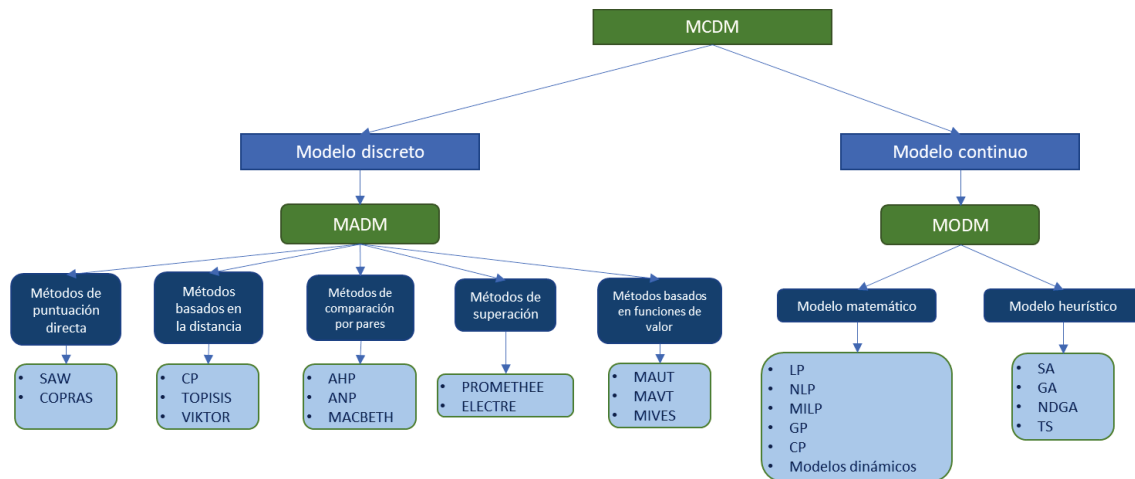 MCDM
Modelo discreto
Modelo continuo
MADM
MODM
Métodos de
puntuación
directa
Métodos
basados en
la distancia
Métodos de
comparación
por pares
Métodos de
superación
Métodos basados
en funciones de
valor
Modelo matemático
Modelo heurístico
• SAW
• COPRAS
• CP
• TOPISIS
• VIKTOR
• AHP
• ANP
• MACBETH
• PROMETHEE
• ELECTRE
• MAUT
• MAVT
• MIVES
• LP
• NLP
• MILP
• GP
• CP
• Modelos dinámicos
• SA
• GA
• NDGA
• TS